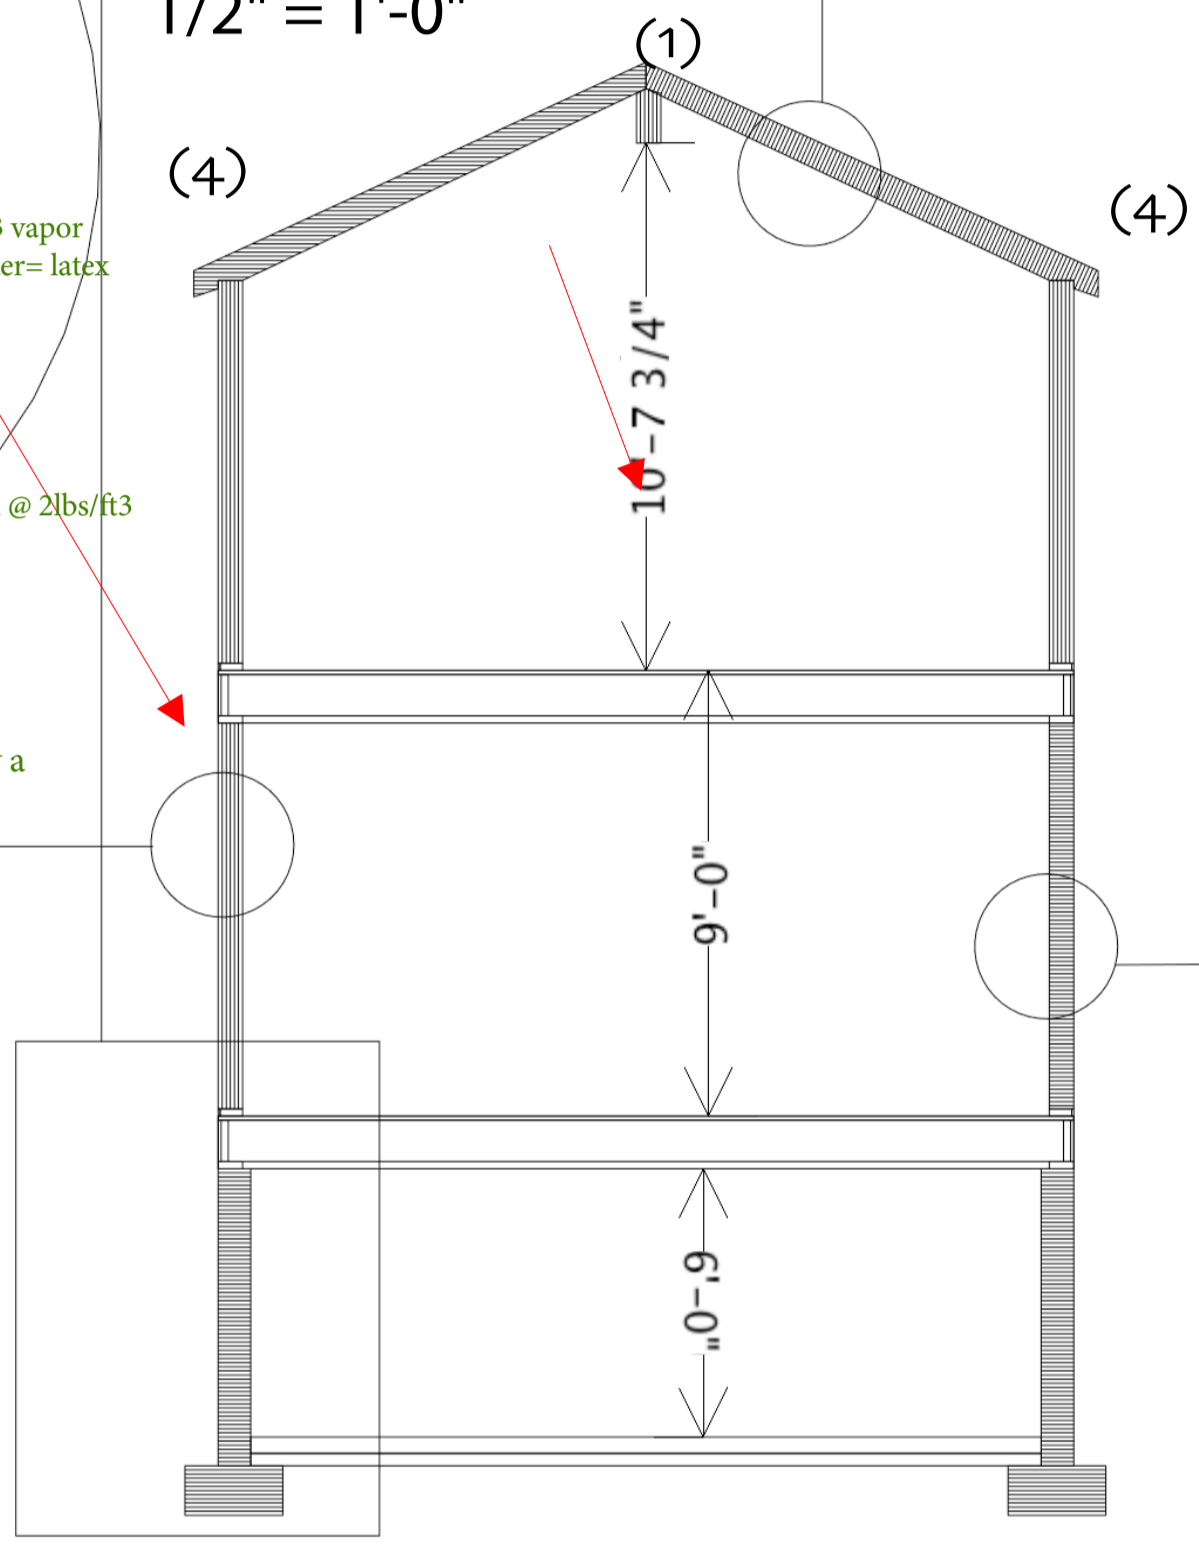 1/2" = 1'-0"
(1)
(4)
(4)
3 vapor
er= latex
10'-7 3/4"
@ 2lbs/ft3
a
9'-0"
6'-0"